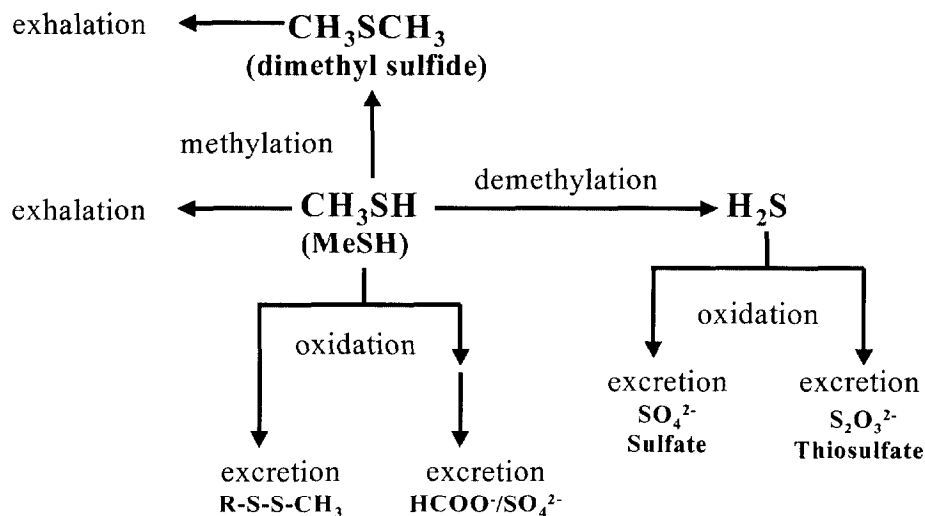 exhalation
CH₃SCH₃
(dimethyl sulfide)
methylation
exhalation
CH₃SH
(MeSH)
demethylation
H₂S
oxidation
oxidation
excretion
SO₄²⁻
Sulfate
excretion
S₂O₃²⁻
Thiosulfate
excretion
R-S-S-CH₃
excretion
HCOO⁻/SO₄²⁻